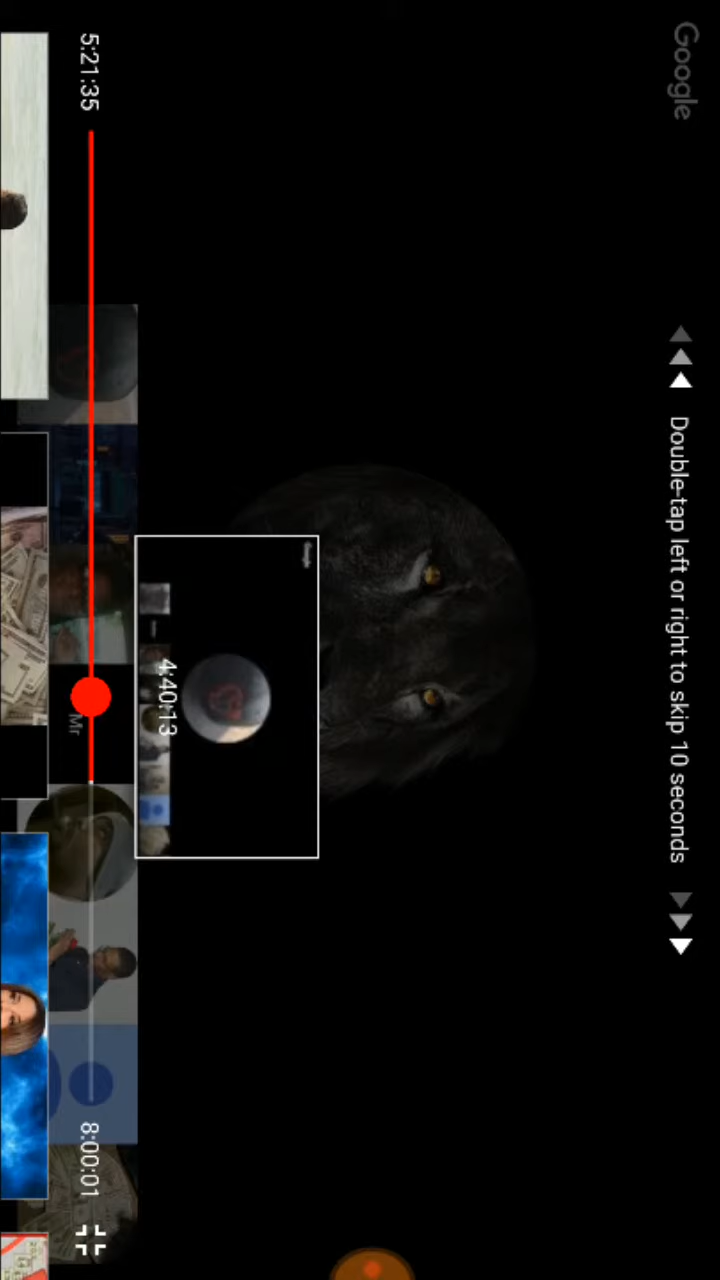 Google
Double-tap left or right to skip 10 seconds
4:40:13
5:21:35
8:00:01
Mr